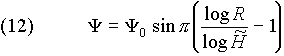 (12) Ψ = Ψ₀ sin π ( log R / log H̃ − 1 )